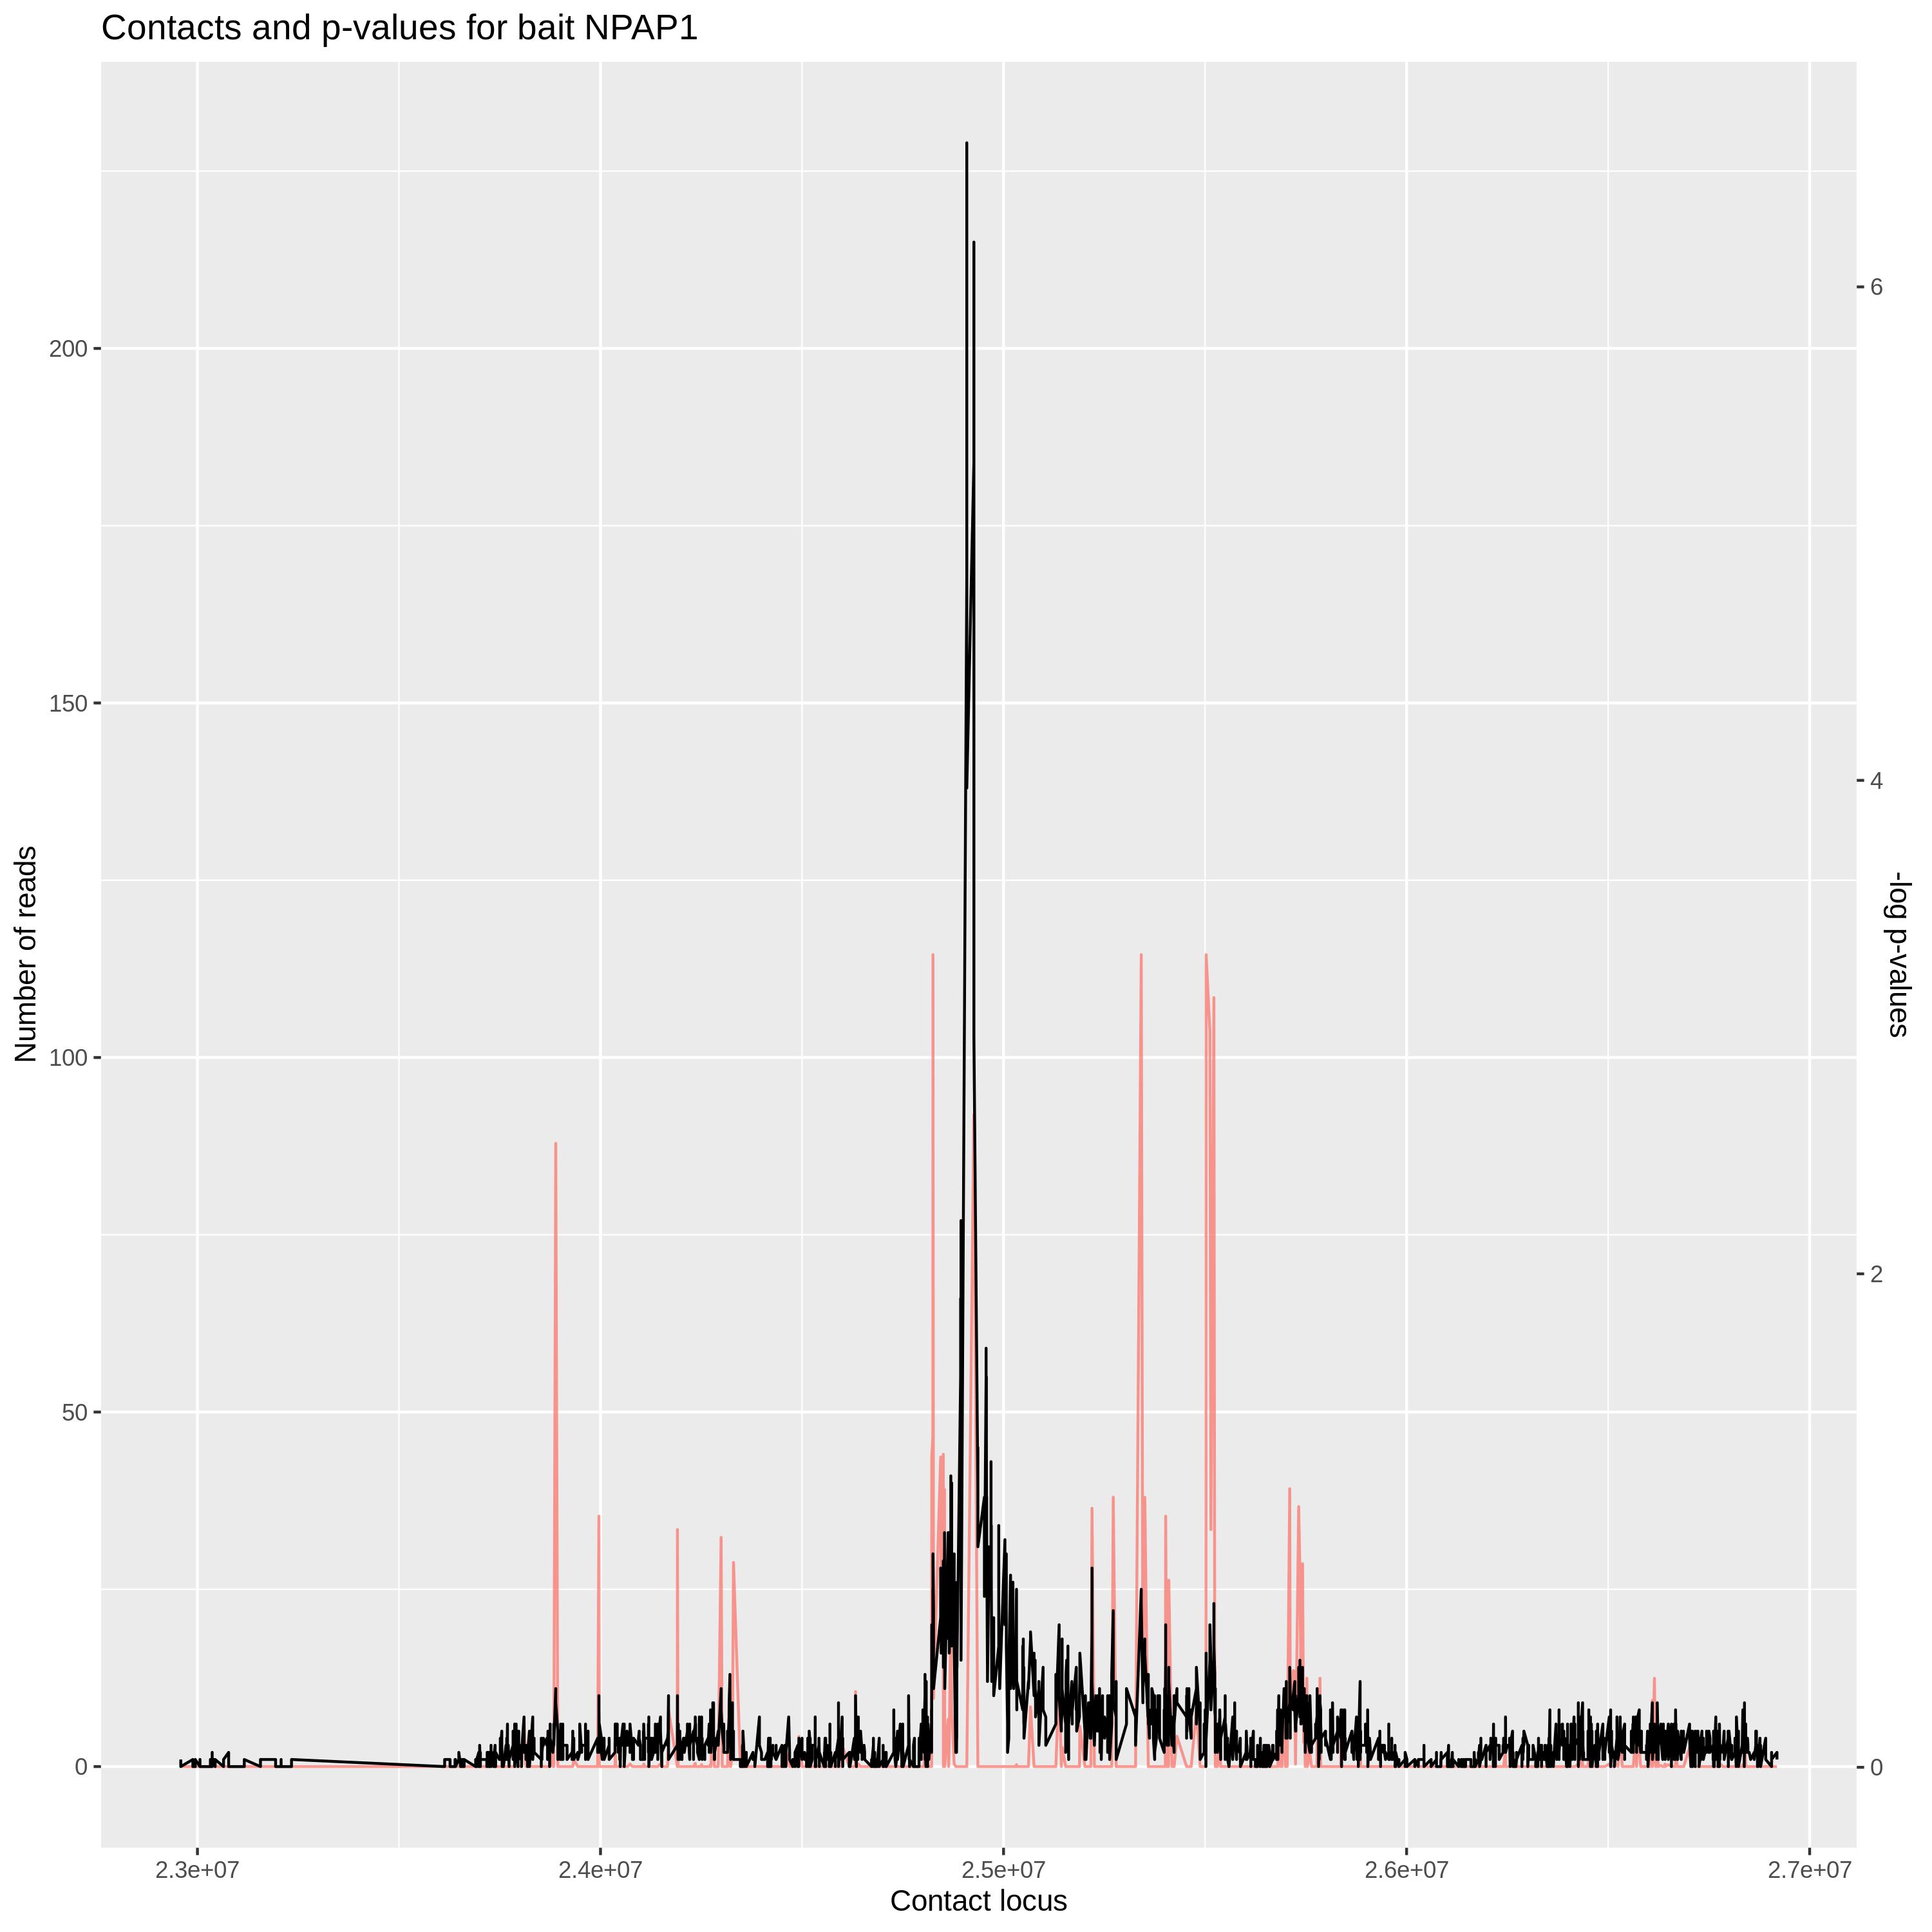 Contacts and p-values for bait NPAP1
Number of reads
200
150
100
50
0
6
4
2
0
-log p-values
2.3e+07
2.4e+07
2.5e+07
2.6e+07
2.7e+07
Contact locus